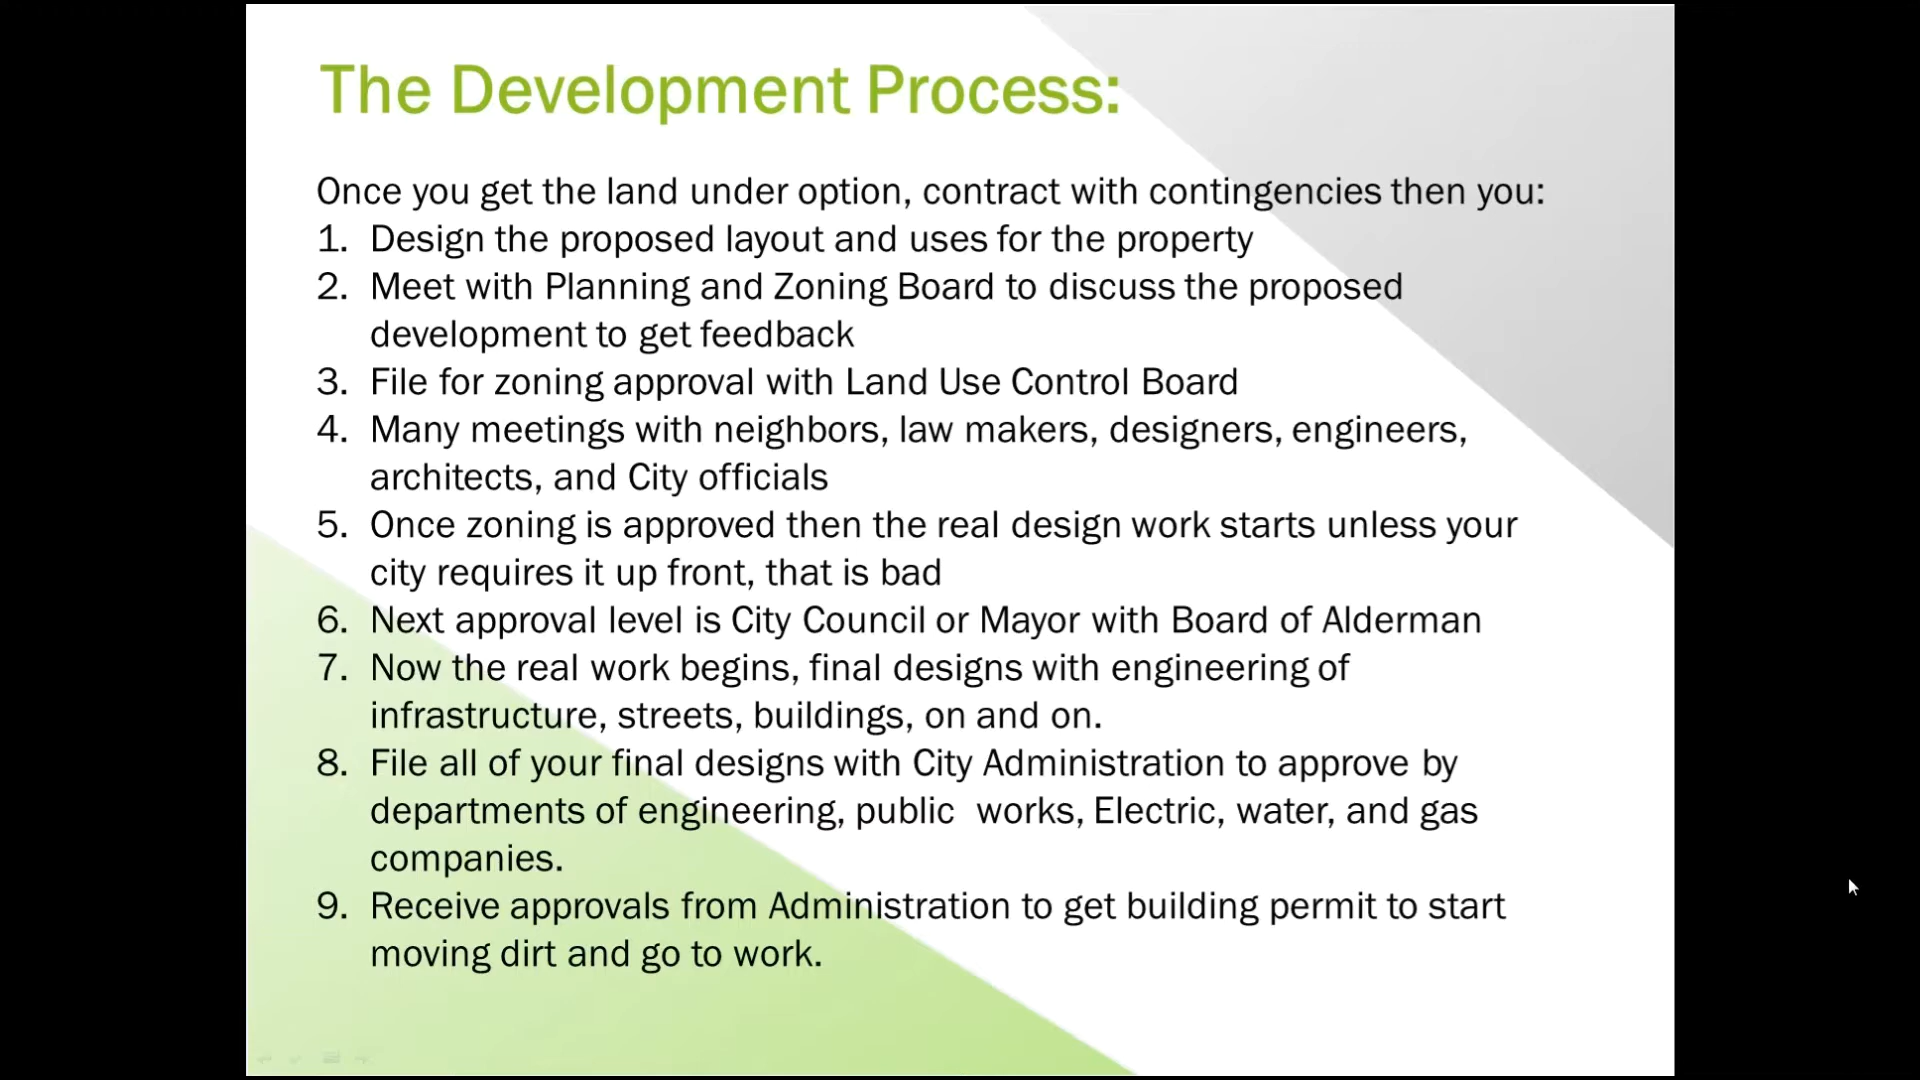 The Development Process:
Once you get the land under option, contract with contingencies then you:
1. Design the proposed layout and uses for the property
2. Meet with Planning and Zoning Board to discuss the proposed
development to get feedback
3. File for zoning approval with Land Use Control Board
4. Many meetings with neighbors, law makers, designers, engineers,
architects, and City officials
5. Once zoning is approved then the real design work starts unless your
city requires it up front, that is bad
6. Next approval level is City Council or Mayor with Board of Alderman
7. Now the real work begins, final designs with engineering of
infrastructure, streets, buildings, on and on.
8. File all of your final designs with City Administration to approve by
departments of engineering, public  works, Electric, water, and gas
companies.
9. Receive approvals from Administration to get building permit to start
moving dirt and go to work.